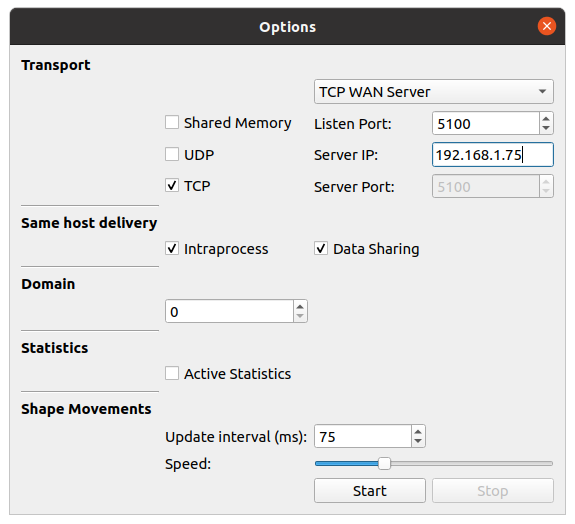 Options
Transport
TCP WAN Server
Shared Memory Listen Port: 5100
UDP Server IP: 192.168.1.75
TCP Server Port: 5100
Same host delivery
Intraprocess Data Sharing
Domain
0
Statistics
Active Statistics
Shape Movements
Update interval (ms): 75
Speed:
Start Stop